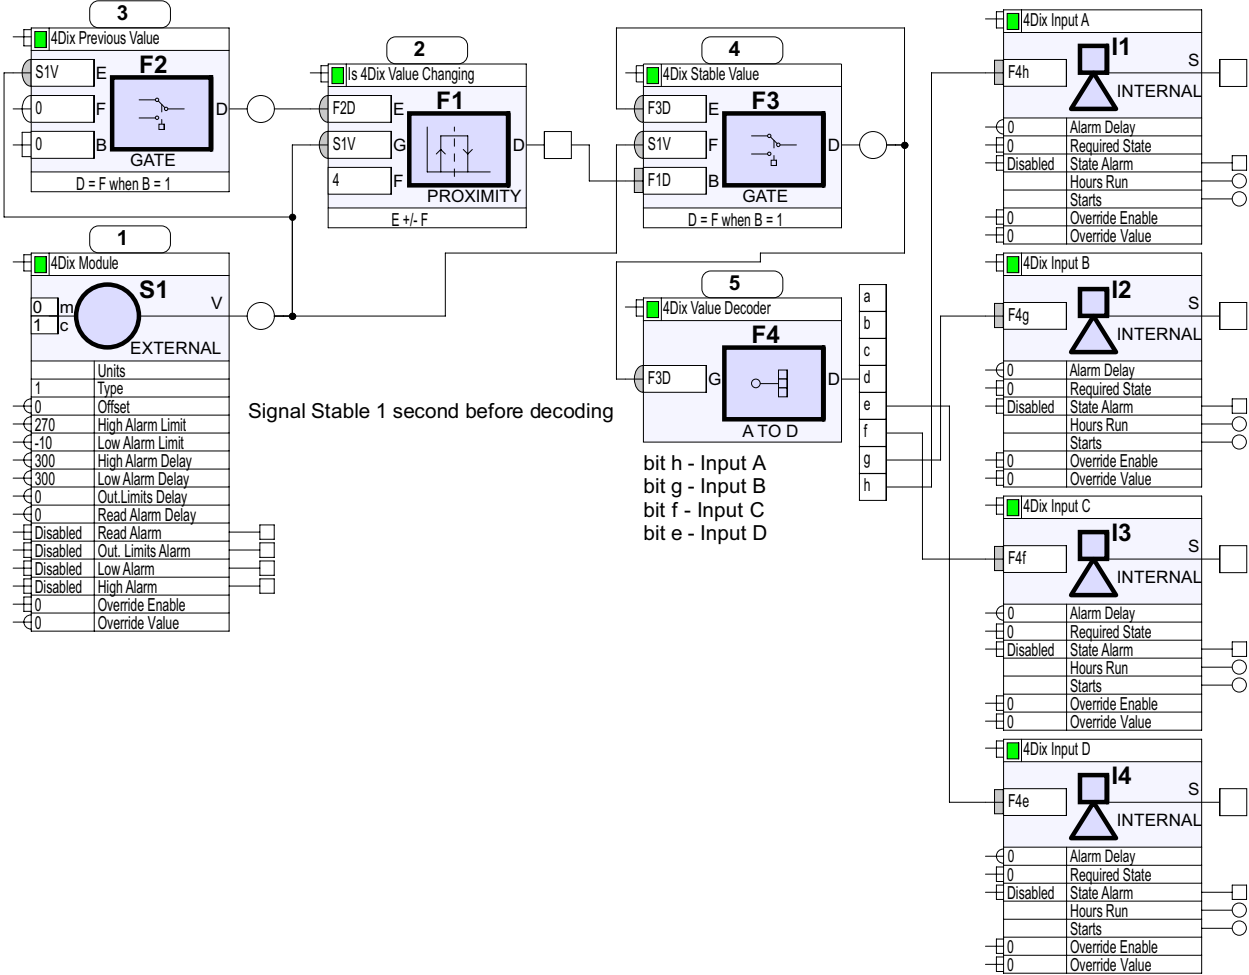 3
4Dix Previous Value
F2
S1V E
0 F
0 B
D
GATE
D = F when B = 1
2
Is 4Dix Value Changing
F1
F2D E
S1V G
4 F
D
PROXIMITY
E +/- F
4
4Dix Stable Value
F3
F3D E
S1V F
F1D B
D
GATE
D = F when B = 1
1
4Dix Module
S1
V
0 m
1 c
EXTERNAL
Units
1 Type
0 Offset
270 High Alarm Limit
-10 Low Alarm Limit
300 High Alarm Delay
300 Low Alarm Delay
0 Out.Limits Delay
0 Read Alarm Delay
Disabled Read Alarm
Disabled Out. Limits Alarm
Disabled Low Alarm
Disabled High Alarm
0 Override Enable
0 Override Value
Signal Stable 1 second before decoding
5
4Dix Value Decoder
F4
F3D G
D
A TO D
a
b
c
d
e
f
g
h
bit h - Input A
bit g - Input B
bit f - Input C
bit e - Input D
4Dix Input A
I1
F4h
S
INTERNAL
0 Alarm Delay
0 Required State
Disabled State Alarm
Hours Run
Starts
0 Override Enable
0 Override Value
4Dix Input B
I2
F4g
S
INTERNAL
0 Alarm Delay
0 Required State
Disabled State Alarm
Hours Run
Starts
0 Override Enable
0 Override Value
4Dix Input C
I3
F4f
S
INTERNAL
0 Alarm Delay
0 Required State
Disabled State Alarm
Hours Run
Starts
0 Override Enable
0 Override Value
4Dix Input D
I4
F4e
S
INTERNAL
0 Alarm Delay
0 Required State
Disabled State Alarm
Hours Run
Starts
0 Override Enable
0 Override Value